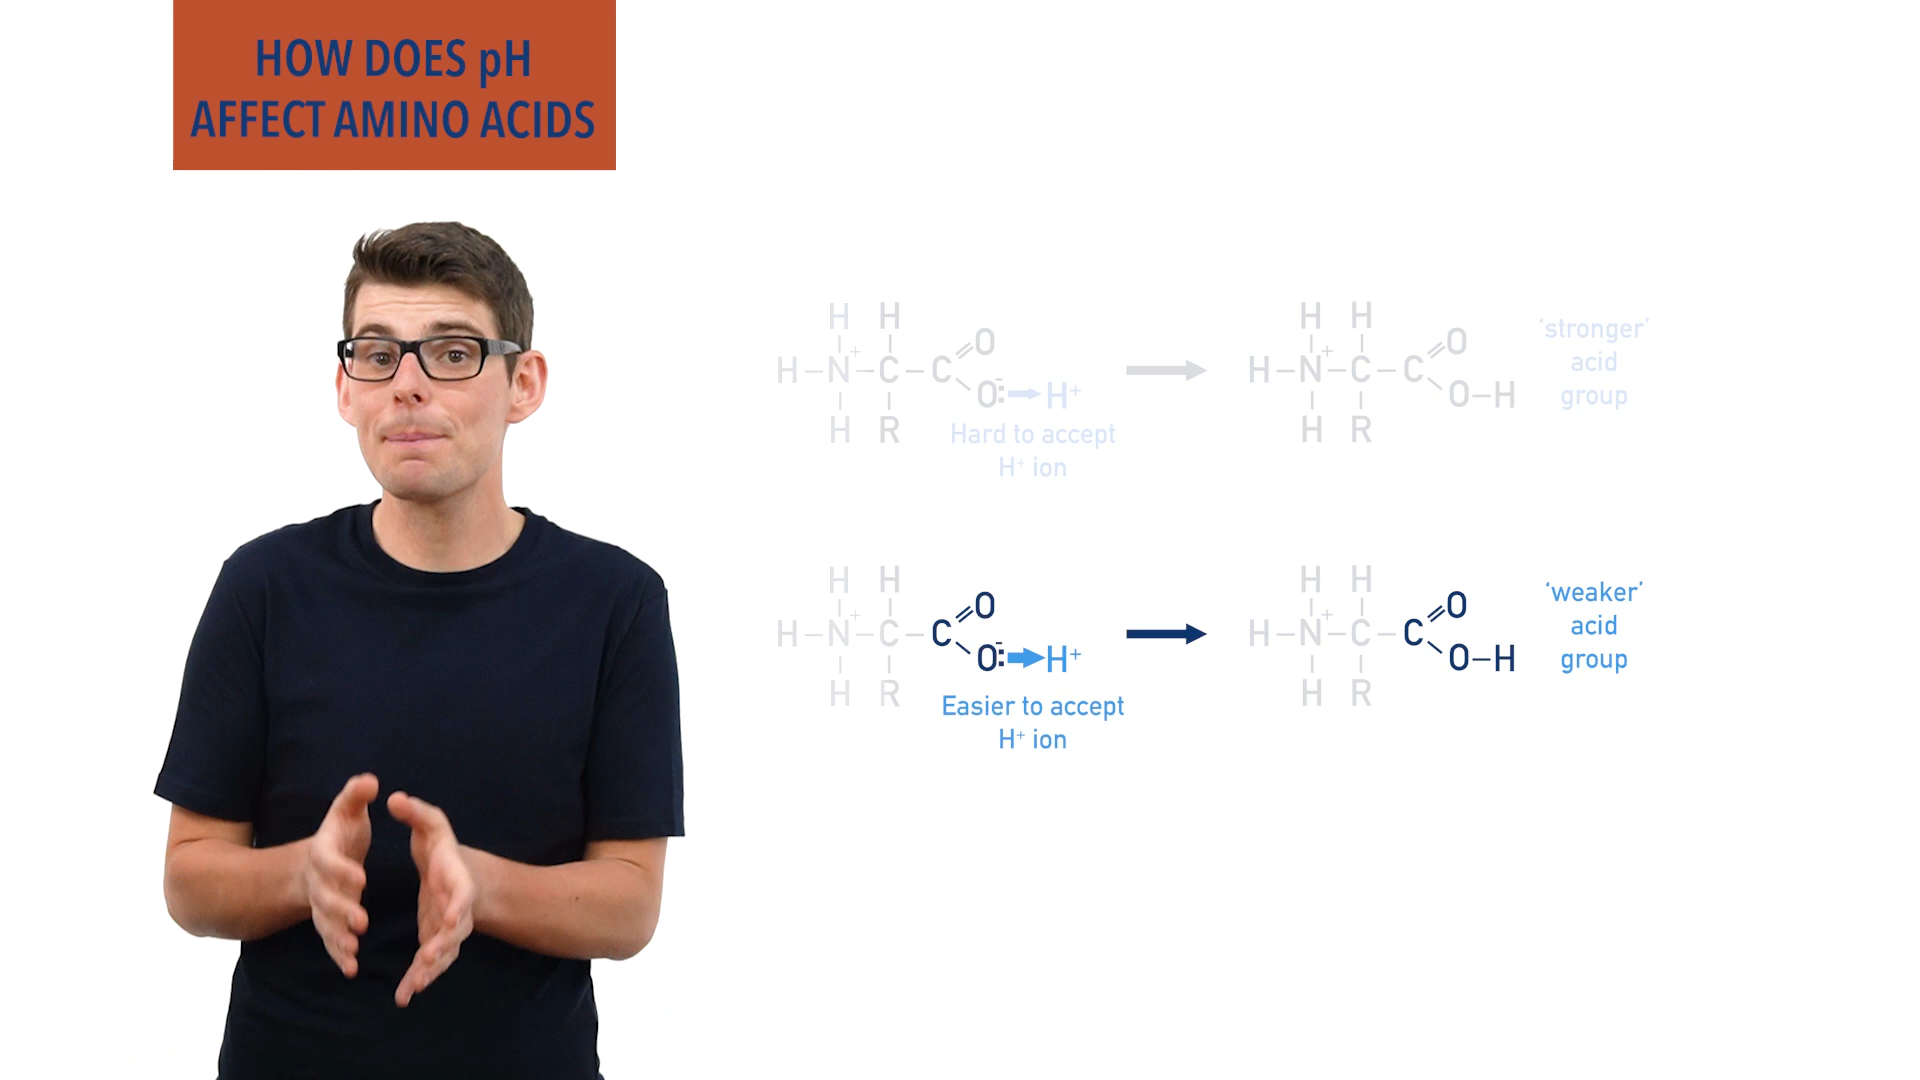 HOW DOES pH
AFFECT AMINO ACIDS
H H H H
O O
H–N⁺–C–C H–N⁺–C–C
O⁻: H⁺ O–H
H R H R
Hard to accept
H⁺ ion
'stronger'
acid
group
H H H H
O O
H–N⁺–C–C H–N⁺–C–C
O⁻: H⁺ O–H
H R H R
Easier to accept
H⁺ ion
'weaker'
acid
group